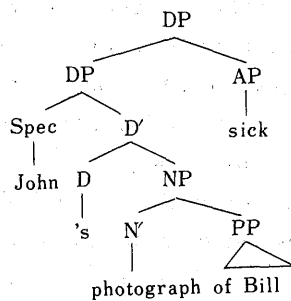 DP
DP AP
Spec D′ sick
John D NP
's N′ PP
photograph of Bill